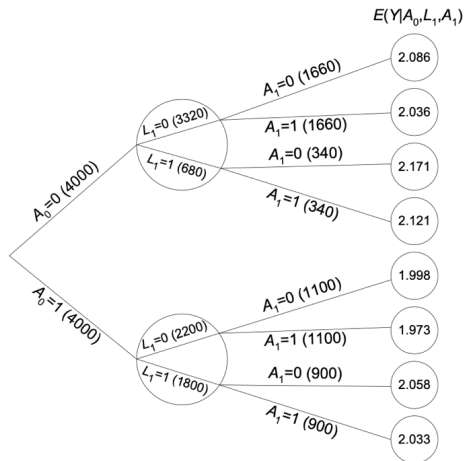 E(Y|A₀,L₁,A₁)
A₁=0 (1660)
2.086
L₁=0 (3320)
A₁=1 (1660)
2.036
L₁=1 (680)
A₁=0 (340)
2.171
A₀=0 (4000)
A₁=1 (340)
2.121
A₀=1 (4000)
A₁=0 (1100)
1.998
L₁=0 (2200)
A₁=1 (1100)
1.973
L₁=1 (1800)
A₁=0 (900)
2.058
A₁=1 (900)
2.033